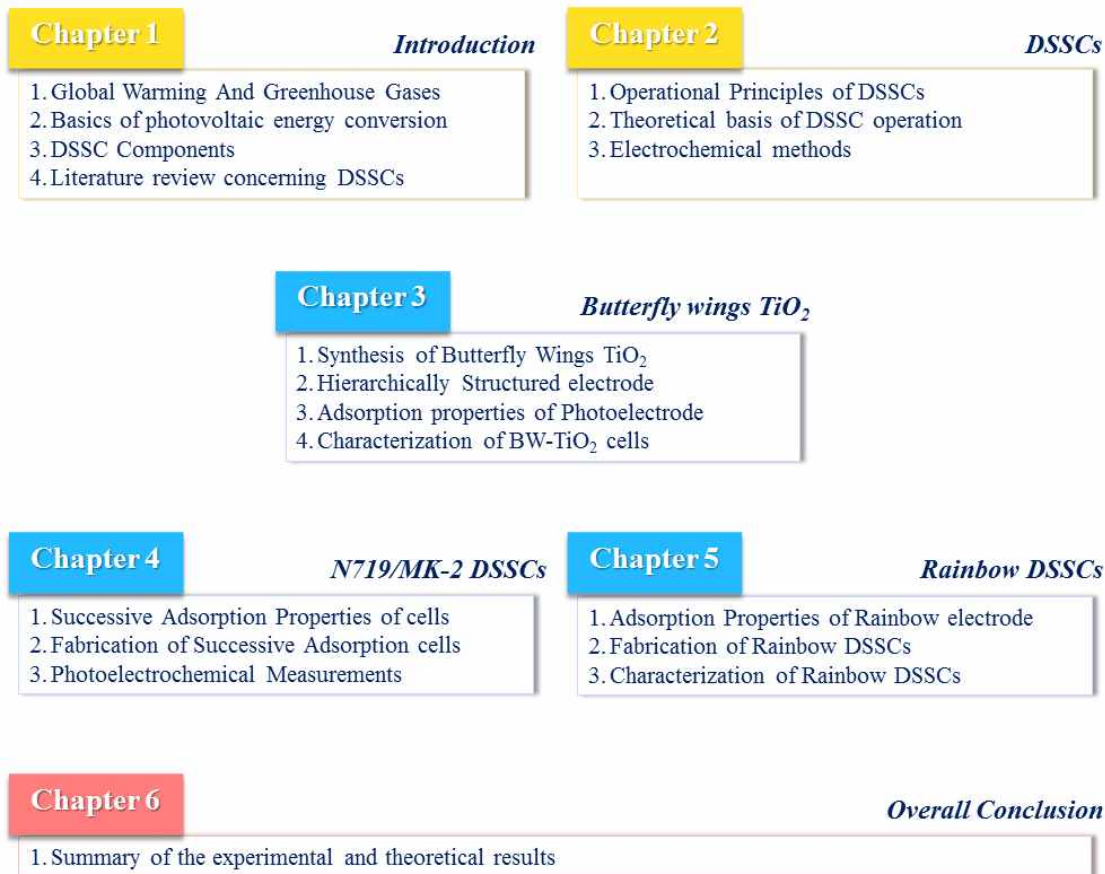 Chapter 1
Introduction
1. Global Warming And Greenhouse Gases
2. Basics of photovoltaic energy conversion
3. DSSC Components
4. Literature review concerning DSSCs
Chapter 2
DSSCs
1. Operational Principles of DSSCs
2. Theoretical basis of DSSC operation
3. Electrochemical methods
Chapter 3
Butterfly wings TiO₂
1. Synthesis of Butterfly Wings TiO₂
2. Hierarchically Structured electrode
3. Adsorption properties of Photoelectrode
4. Characterization of BW-TiO₂ cells
Chapter 4
N719/MK-2 DSSCs
1. Successive Adsorption Properties of cells
2. Fabrication of Successive Adsorption cells
3. Photoelectrochemical Measurements
Chapter 5
Rainbow DSSCs
1. Adsorption Properties of Rainbow electrode
2. Fabrication of Rainbow DSSCs
3. Characterization of Rainbow DSSCs
Chapter 6
Overall Conclusion
1. Summary of the experimental and theoretical results